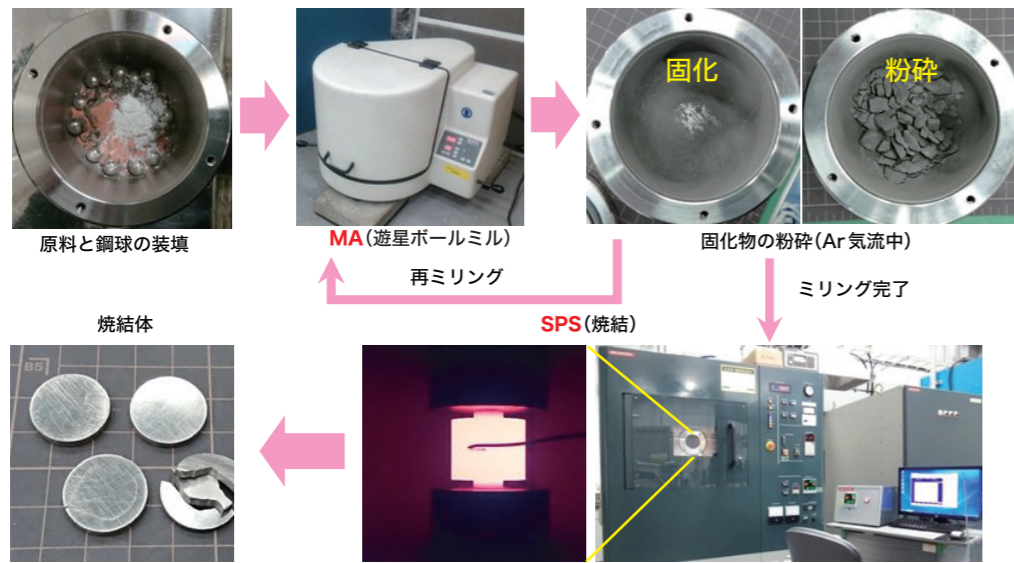 固化
粉砕
原料と鋼球の装填
MA(遊星ボールミル)
固化物の粉砕(Ar気流中)
再ミリング
ミリング完了
焼結体
SPS(焼結)
B5